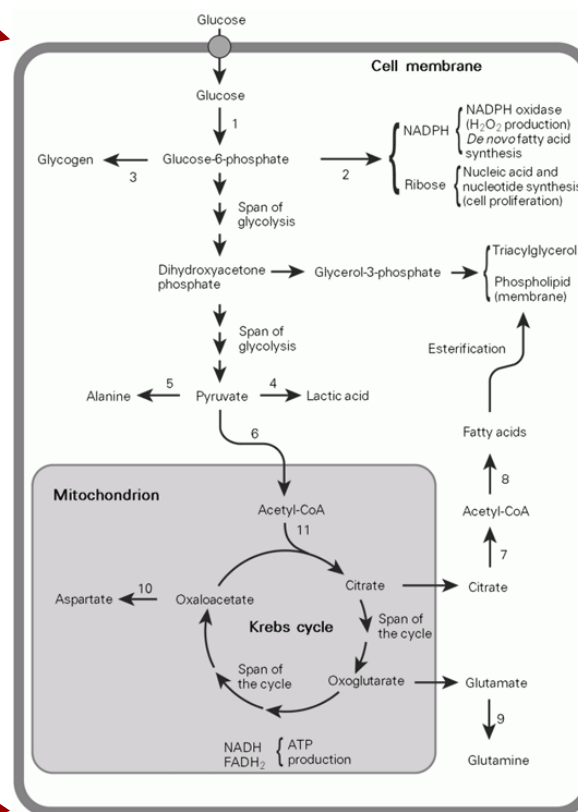 Glucose
Cell membrane
Glucose
1
NADPH oxidase
(H₂O₂ production)
De novo fatty acid
synthesis
NADPH
Glycogen
3
Glucose-6-phosphate
2
Ribose
Nucleic acid and
nucleotide synthesis
(cell proliferation)
Span of
glycolysis
Dihydroxyacetone
phosphate
Glycerol-3-phosphate
Triacylglycerol
Phospholipid
(membrane)
Span of
glycolysis
Esterification
Alanine
5
Pyruvate
4
Lactic acid
6
Fatty acids
8
Mitochondrion
Acetyl-CoA
11
Acetyl-CoA
7
Aspartate
10
Oxaloacetate
Citrate
Citrate
Krebs cycle
Span of
the cycle
Span of
the cycle
Oxoglutarate
Glutamate
9
NADH
FADH₂
ATP
production
Glutamine